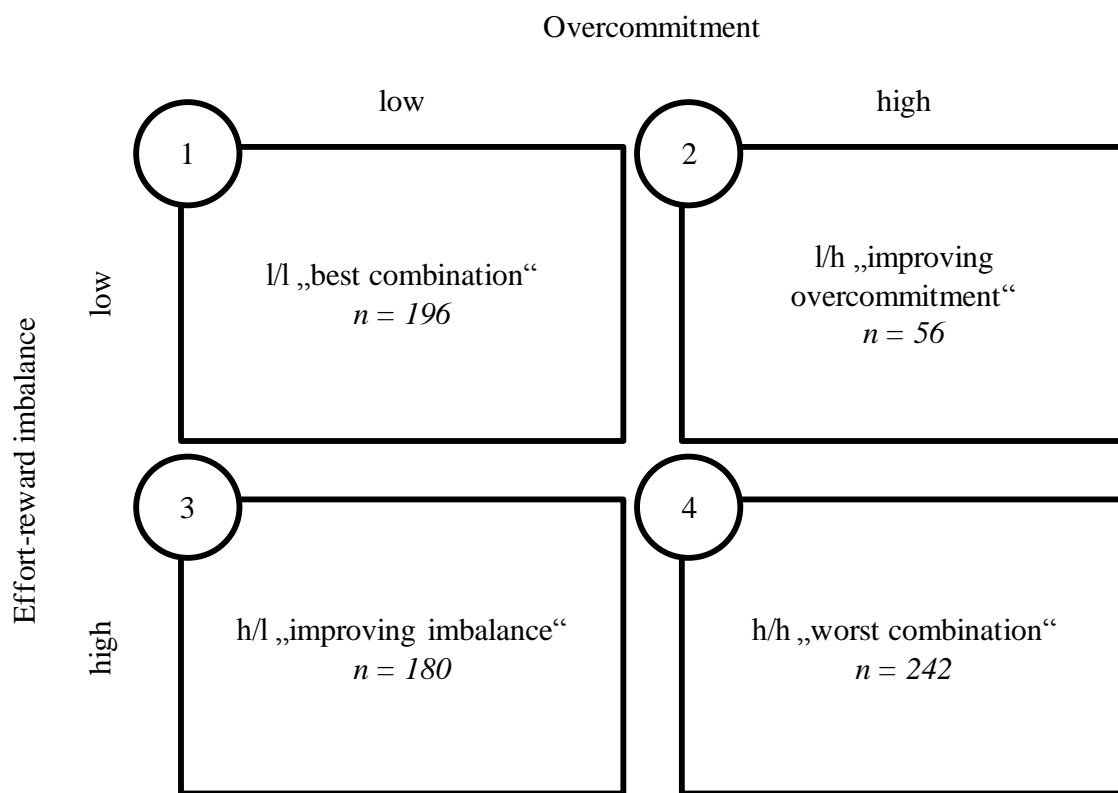 Overcommitment
low
high
1
2
low
l/l „best combination“
n = 196
l/h „improving
overcommitment“
n = 56
Effort-reward imbalance
3
4
high
h/l „improving imbalance“
n = 180
h/h „worst combination“
n = 242